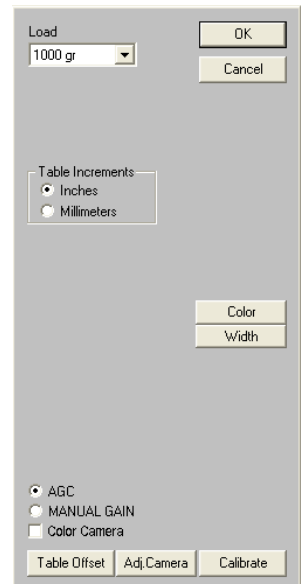 Load
OK
1000 gr
Cancel
Table Increments
Inches
Millimeters
Color
Width
AGC
MANUAL GAIN
Color Camera
Table Offset
Adj.Camera
Calibrate